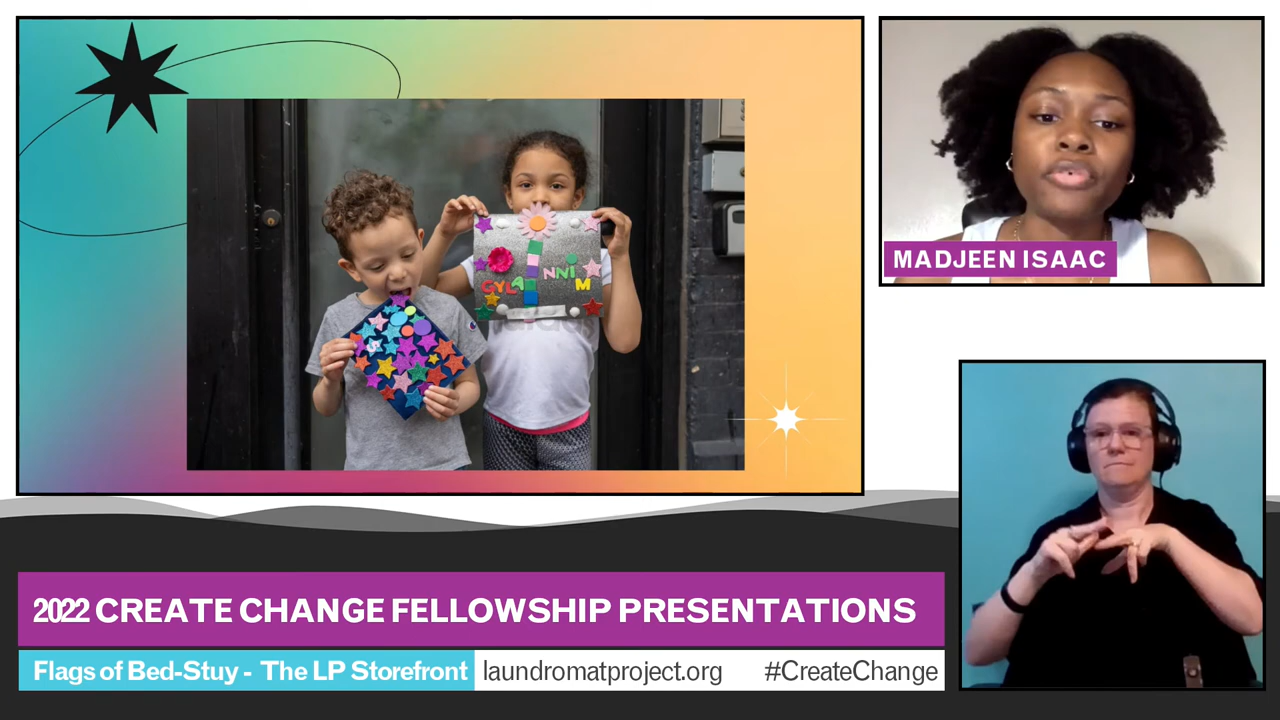 MADJEEN ISAAC
2022 CREATE CHANGE FELLOWSHIP PRESENTATIONS
Flags of Bed-Stuy - The LP Storefront
laundromatproject.org
#CreateChange